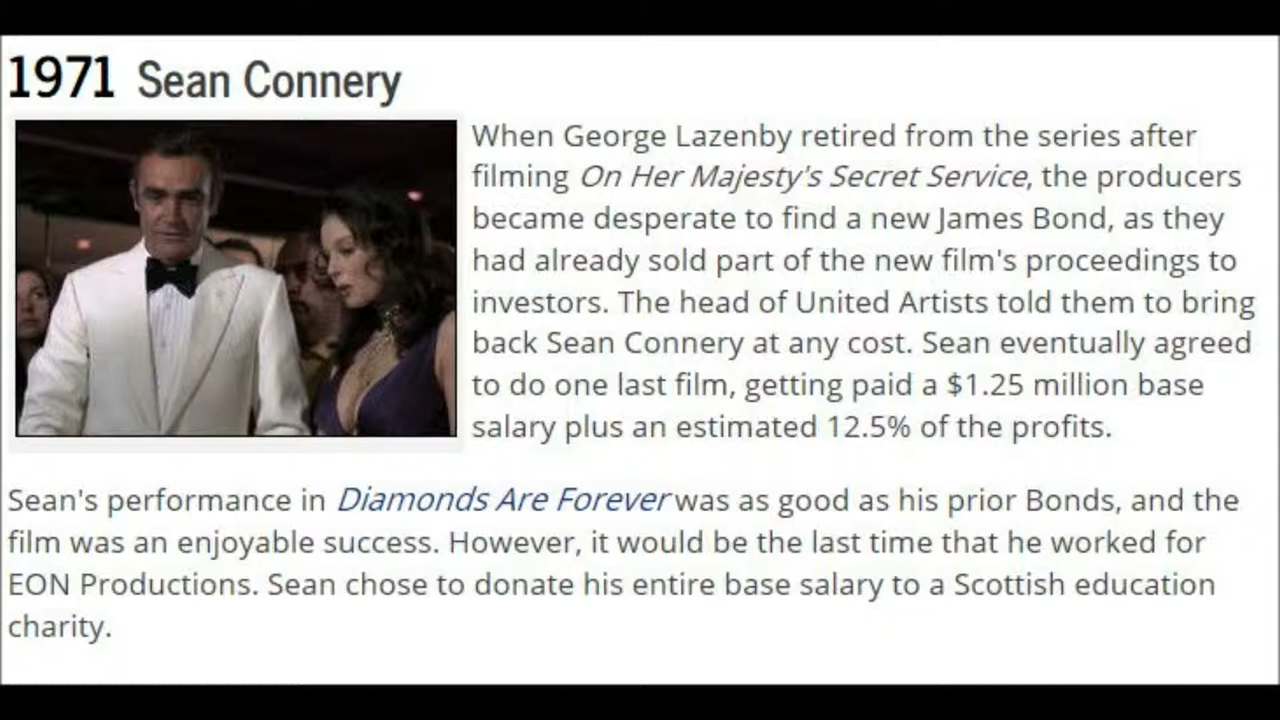 1971 Sean Connery
When George Lazenby retired from the series after
filming On Her Majesty's Secret Service, the producers
became desperate to find a new James Bond, as they
had already sold part of the new film's proceedings to
investors. The head of United Artists told them to bring
back Sean Connery at any cost. Sean eventually agreed
to do one last film, getting paid a $1.25 million base
salary plus an estimated 12.5% of the profits.
Sean's performance in Diamonds Are Forever was as good as his prior Bonds, and the
film was an enjoyable success. However, it would be the last time that he worked for
EON Productions. Sean chose to donate his entire base salary to a Scottish education
charity.